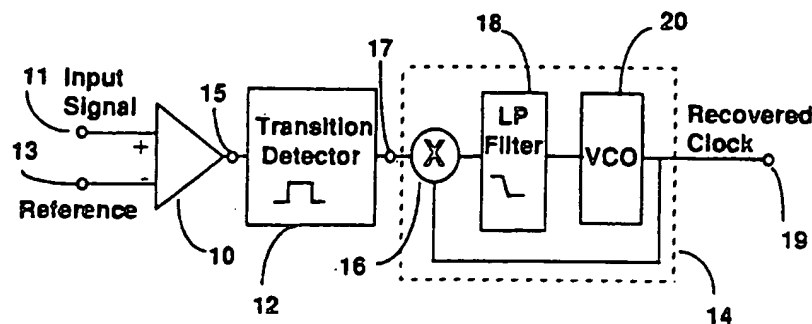 18
20
17
11 Input
Signal
15
13
+
-
Transition
Detector
X
LP
Filter
VCO
Recovered
Clock
Reference
10
12
16
19
14